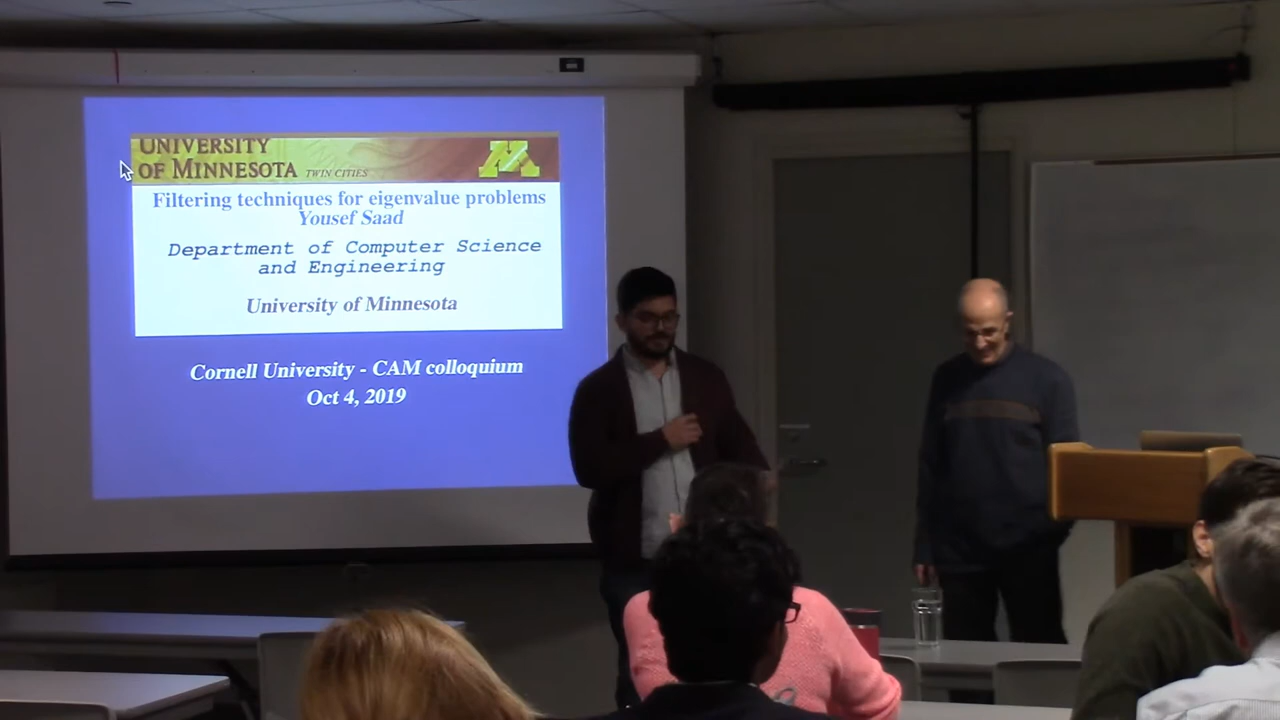 UNIVERSITY
OF MINNESOTA TWIN CITIES
Filtering techniques for eigenvalue problems
Yousef Saad
Department of Computer Science
and Engineering
University of Minnesota
Cornell University - CAM colloquium
Oct 4, 2019